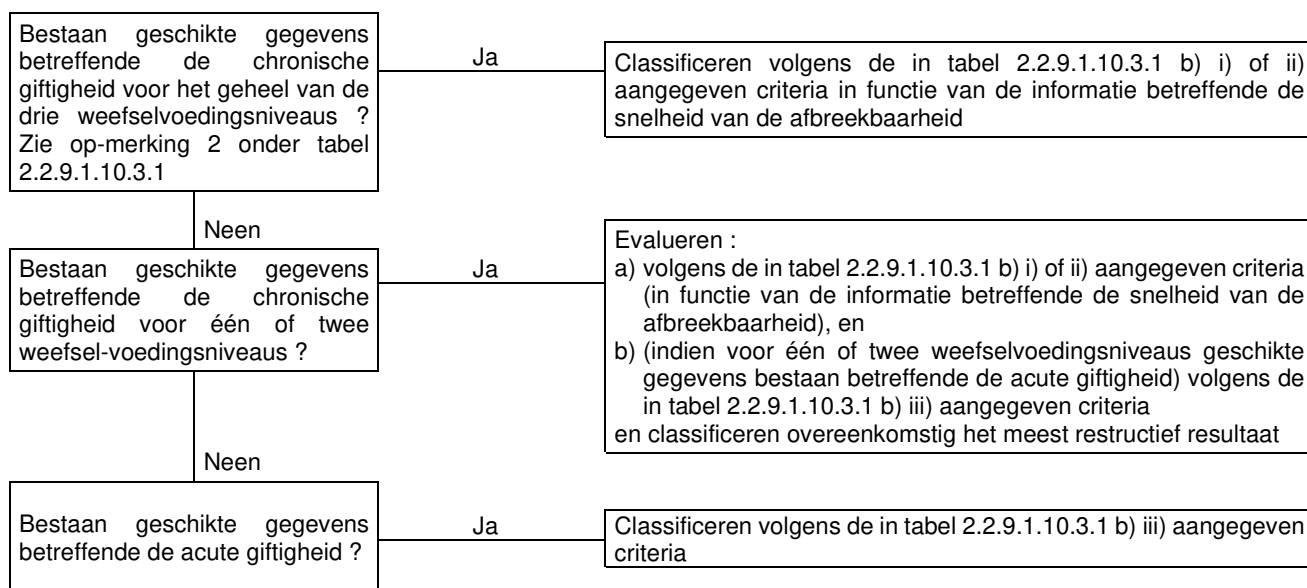 Bestaan geschikte gegevens
betreffende de chronische
giftigheid voor het geheel van de
drie weefselvoedingsniveaus ?
Zie op-merking 2 onder tabel
2.2.9.1.10.3.1
Ja
Classificeren volgens de in tabel 2.2.9.1.10.3.1 b) i) of ii)
aangegeven criteria in functie van de informatie betreffende de
snelheid van de afbreekbaarheid
Neen
Bestaan geschikte gegevens
betreffende de chronische
giftigheid voor één of twee
weefsel-voedingsniveaus ?
Ja
Evalueren :
a) volgens de in tabel 2.2.9.1.10.3.1 b) i) of ii) aangegeven criteria
(in functie van de informatie betreffende de snelheid van de
afbreekbaarheid), en
b) (indien voor één of twee weefselvoedingsniveaus geschikte
gegevens bestaan betreffende de acute giftigheid) volgens de
in tabel 2.2.9.1.10.3.1 b) iii) aangegeven criteria
en classificeren overeenkomstig het meest restructief resultaat
Neen
Bestaan geschikte gegevens
betreffende de acute giftigheid ?
Ja
Classificeren volgens de in tabel 2.2.9.1.10.3.1 b) iii) aangegeven
criteria